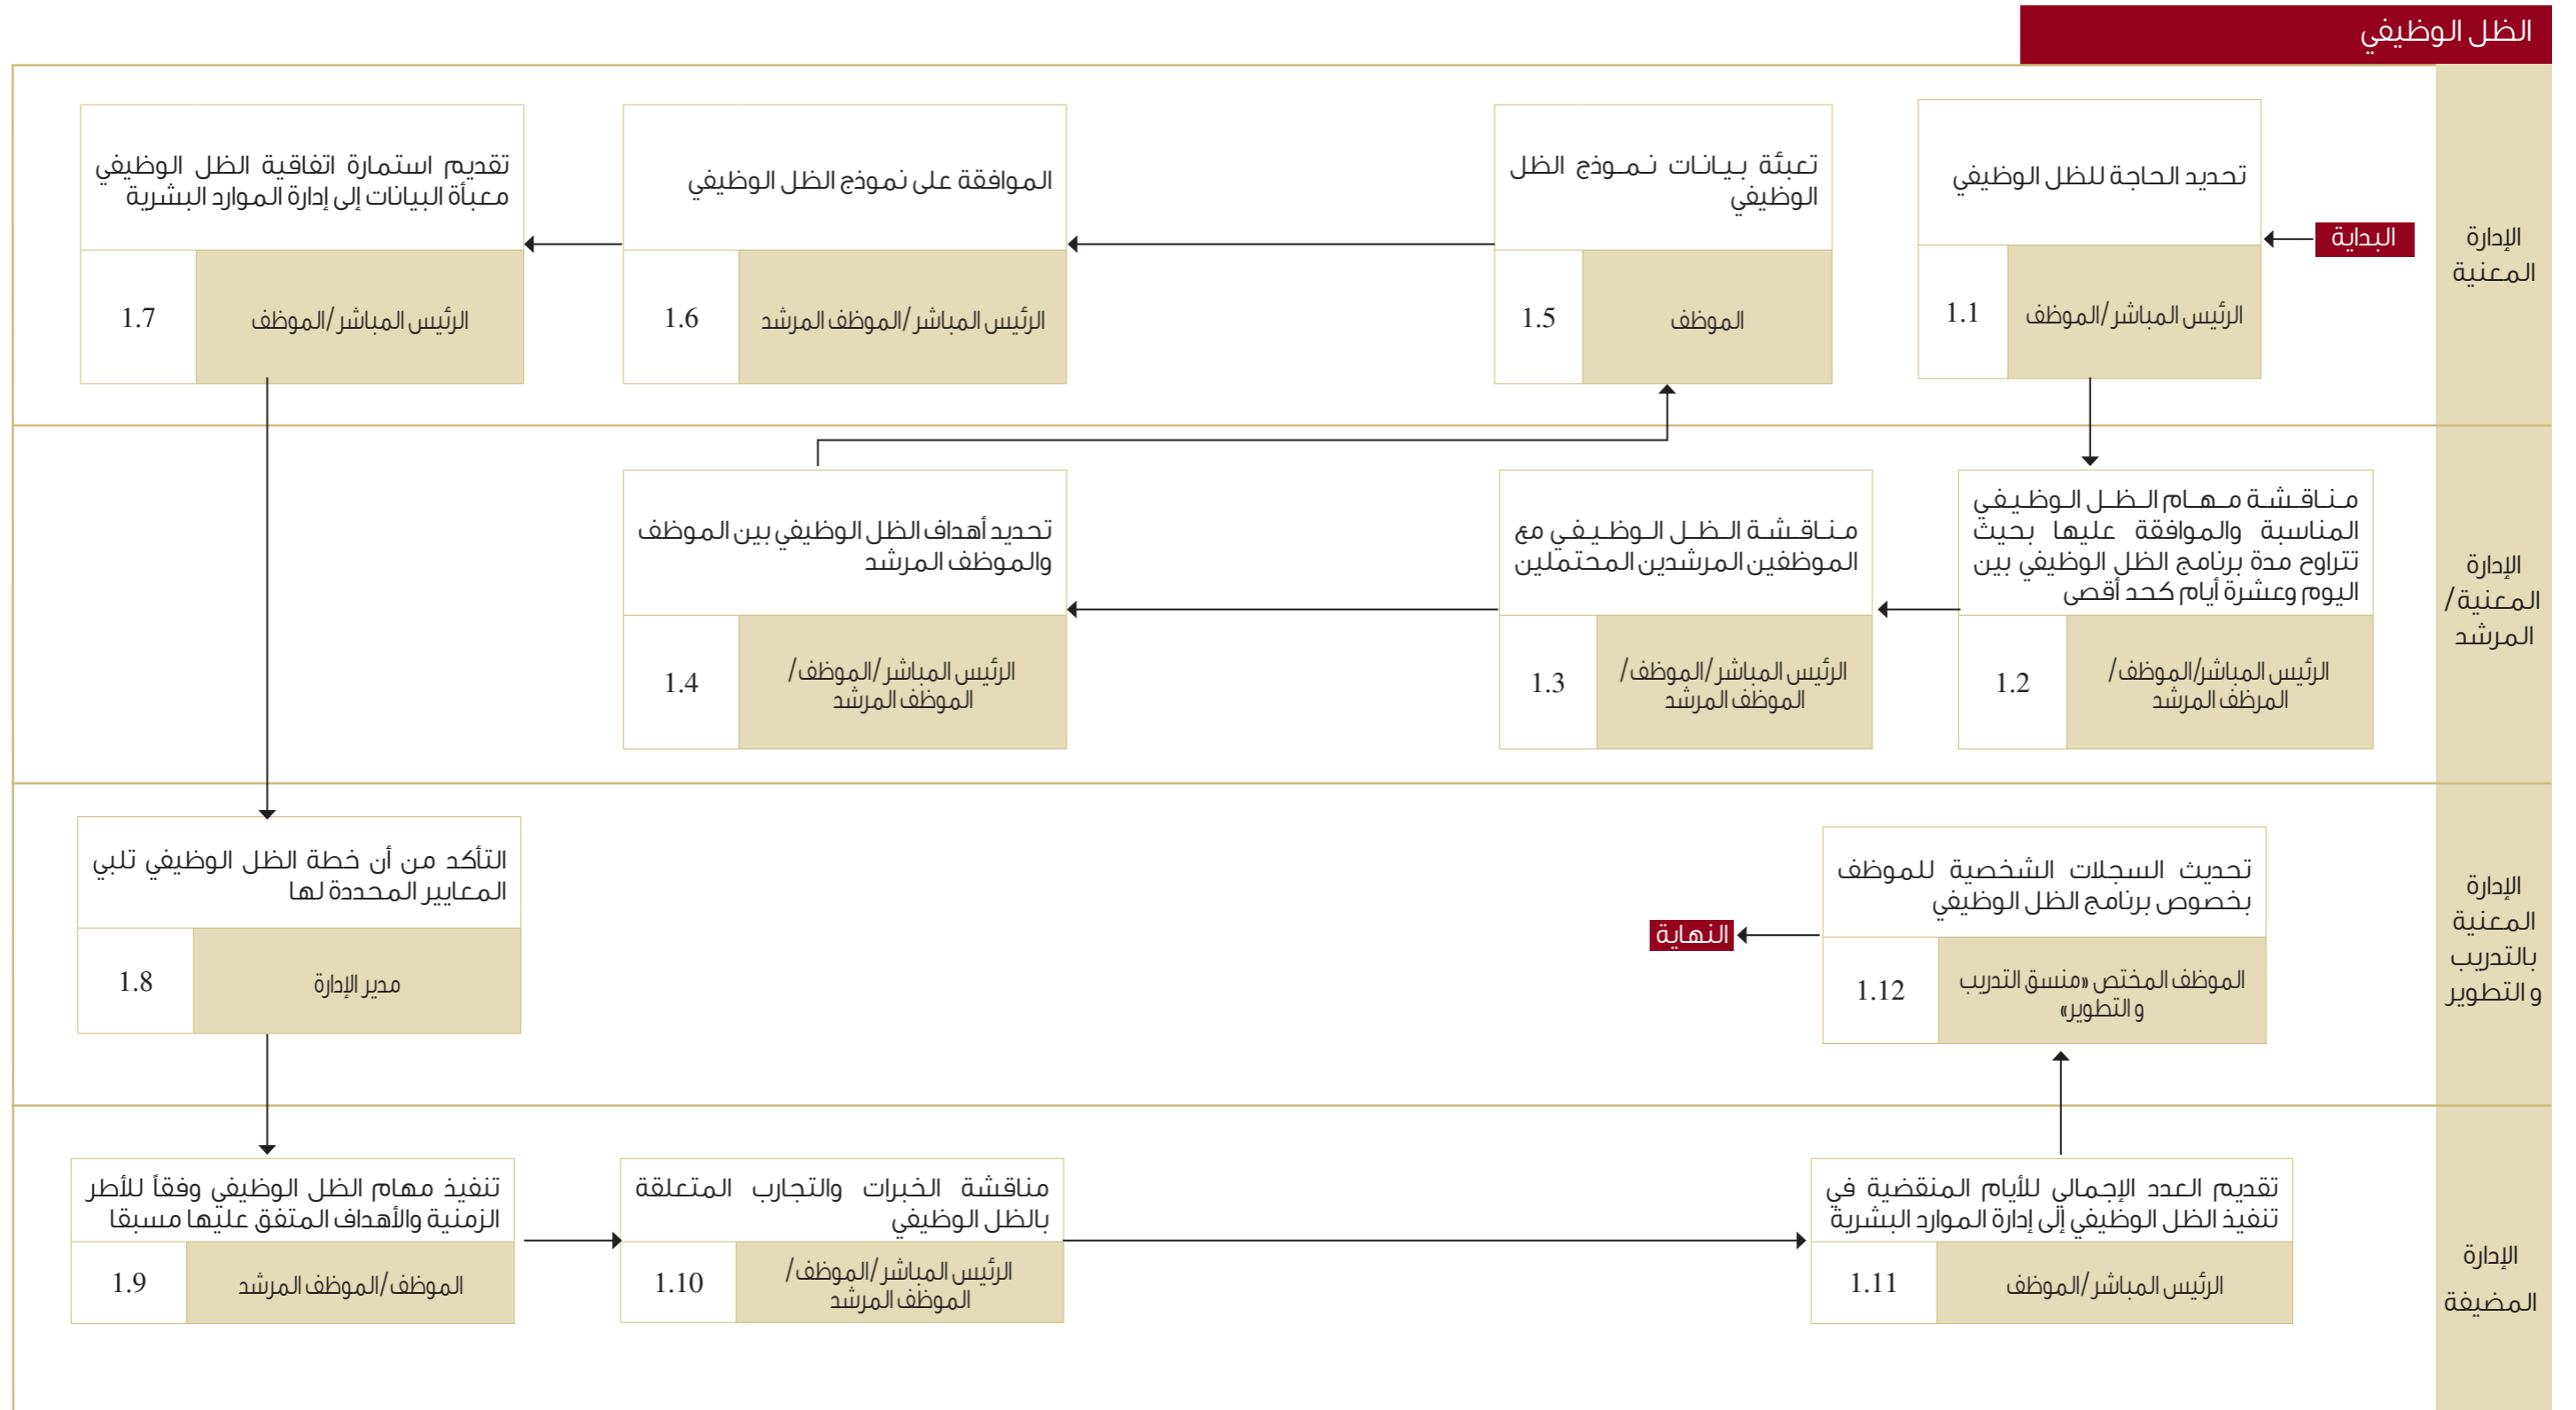 الظل الوظيفي
الإدارة
المعنية
البداية
تحديد الحاجة للظل الوظيفي
الرئيس المباشر/الموظف
1.1
تعبئة بيانات نموذج الظل
الوظيفي
الموظف
1.5
الموافقة على نموذج الظل الوظيفي
الرئيس المباشر/الموظف المرشد
1.6
تقديم استمارة اتفاقية الظل الوظيفي
معبأة البيانات إلى إدارة الموارد البشرية
الرئيس المباشر/الموظف
1.7
الإدارة
المعنية/
المرشد
مناقشة مهام الظل الوظيفي
المناسبة والموافقة عليها بحيث
تتراوح مدة برنامج الظل الوظيفي بين
اليوم وعشرة أيام كحد أقصى
الرئيس المباشر/الموظف/
المرظف المرشد
1.2
مناقشة الظل الوظيفي مع
الموظفين المرشدين المحتملين
الرئيس المباشر/الموظف/
الموظف المرشد
1.3
تحديد أهداف الظل الوظيفي بين الموظف
والموظف المرشد
الرئيس المباشر/الموظف/
الموظف المرشد
1.4
الإدارة
المعنية
بالتدريب
و التطوير
تحديث السجلات الشخصية للموظف
بخصوص برنامج الظل الوظيفي
الموظف المختص «منسق التدريب
و التطوير»
1.12
النهاية
التأكد من أن خطة الظل الوظيفي تلبي
المعايير المحددة لها
مدير الإدارة
1.8
الإدارة
المضيفة
تقديم العدد الإجمالي للأيام المنقضية في
تنفيذ الظل الوظيفي إلى إدارة الموارد البشرية
الرئيس المباشر/الموظف
1.11
مناقشة الخبرات والتجارب المتعلقة
بالظل الوظيفي
الرئيس المباشر/الموظف/
الموظف المرشد
1.10
تنفيذ مهام الظل الوظيفي وفقاً للأطر
الزمنية والأهداف المتفق عليها مسبقا
الموظف/الموظف المرشد
1.9